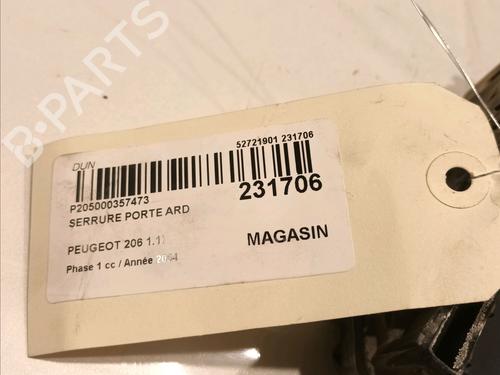 B-PARTS
DUN
52721901 231706
P205000357473
231706
SERRURE PORTE ARD
PEUGEOT 206 1.1
MAGASIN
Phase 1 cc / Année